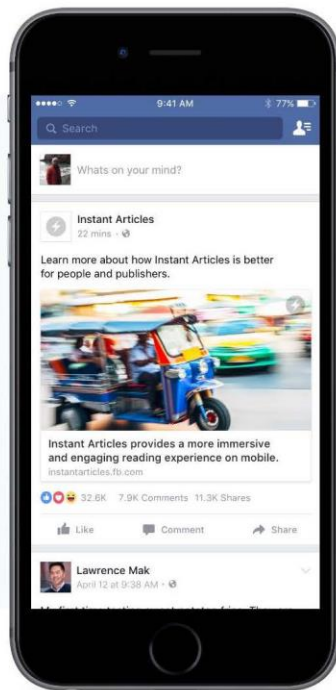 9:41 AM
77%
Search
Whats on your mind?
Instant Articles
22 mins
Learn more about how Instant Articles is better
for people and publishers.
Instant Articles provides a more immersive
and engaging reading experience on mobile.
instantarticles.fb.com
32.6K 7.9K Comments 11.3K Shares
Like Comment Share
Lawrence Mak
April 12 at 9:38 AM